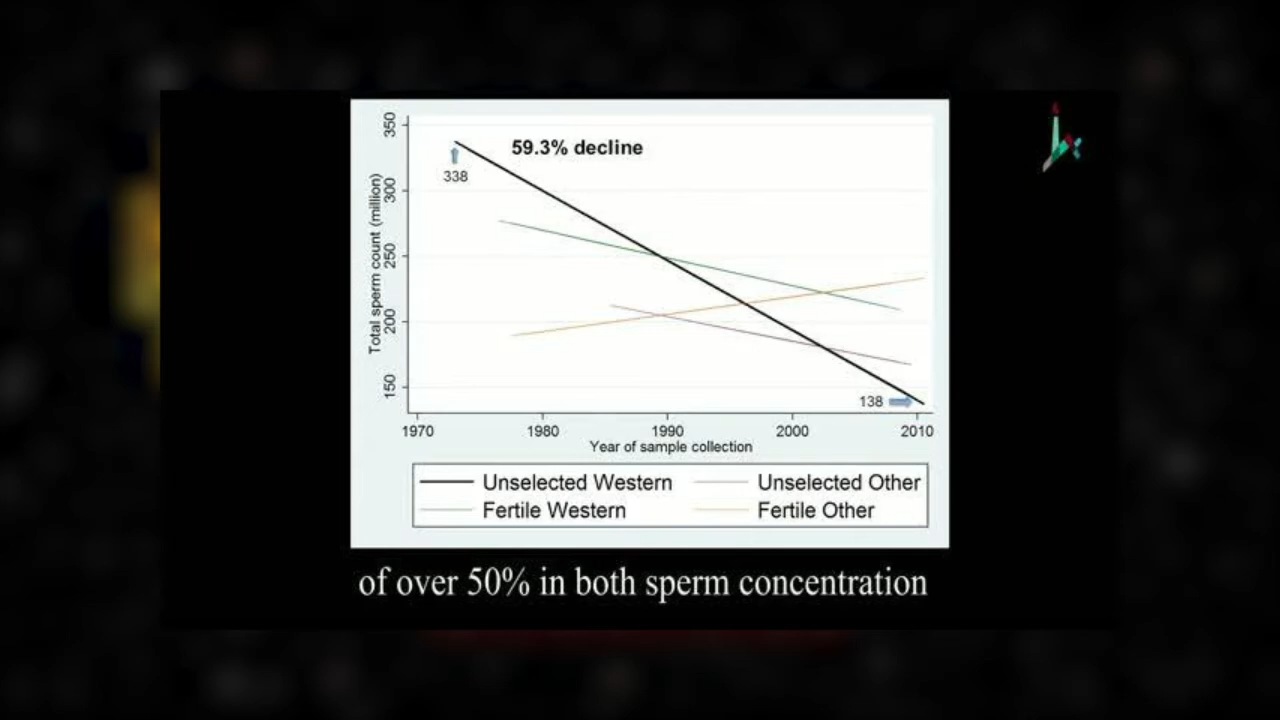 59.3% decline
338
350
300
250
200
150
Total sperm count (million)
138
1970 1980 1990 2000 2010
Year of sample collection
Unselected Western Unselected Other
Fertile Western Fertile Other
of over 50% in both sperm concentration